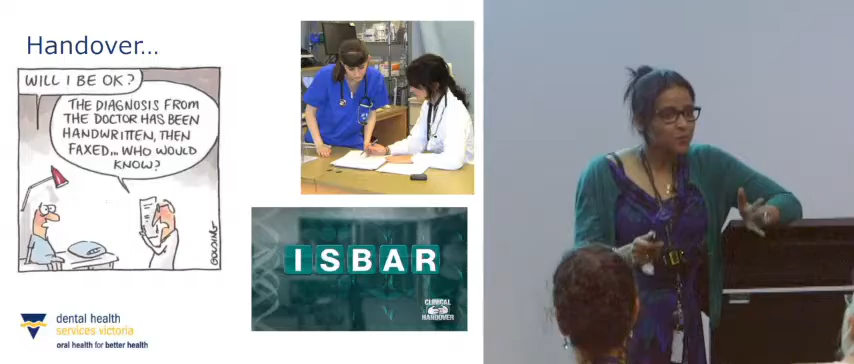 Handover...
WILL I BE OK?
THE DIAGNOSIS FROM
THE DOCTOR HAS BEEN
HANDWRITTEN, THEN
FAXED... WHO WOULD
KNOW?
GOLDING
ISBAR
CLINICAL
HANDOVER
dental health
services victoria
oral health for better health